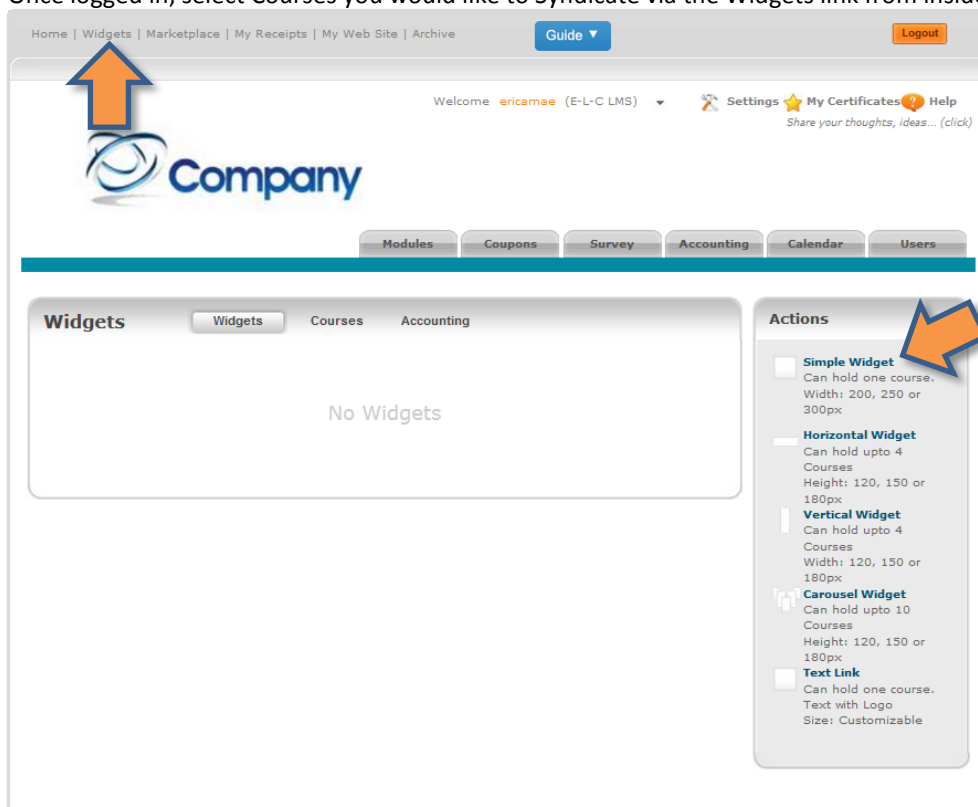 Once logged in, select Courses you would like to Syndicate via the Widgets link from inside
Home | Widgets | Marketplace | My Receipts | My Web Site | Archive
Guide ▼
Logout
Welcome ericamae (E-L-C LMS)
Settings
My Certificates
Help
Share your thoughts, ideas... (click)
Company
Modules
Coupons
Survey
Accounting
Calendar
Users
Widgets
Widgets
Courses
Accounting
No Widgets
Actions
Simple Widget
Can hold one course.
Width: 200, 250 or
300px
Horizontal Widget
Can hold upto 4
Courses
Height: 120, 150 or
180px
Vertical Widget
Can hold upto 4
Courses
Width: 120, 150 or
180px
Carousel Widget
Can hold upto 10
Courses
Height: 120, 150 or
180px
Text Link
Can hold one course.
Text with Logo
Size: Customizable